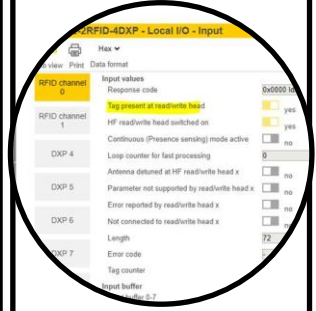 -2RFID-4DXP - Local I/O - Input
Hex
view Print Data format
RFID channel 0
Input values
Response code 0x0000
Tag present at read/write head yes
HF read/write head switched on yes
RFID channel 1
Continuous (Presence sensing) mode active no
DXP 4
Loop counter for fast processing 0
Antenna detuned at HF read/write head x no
DXP 5
Parameter not supported by read/write head x no
Error reported by read/write head x no
DXP 6
Not connected to read/write head x no
Length 72
DXP 7
Error code -
Tag counter
Input buffer
buffer 0-7